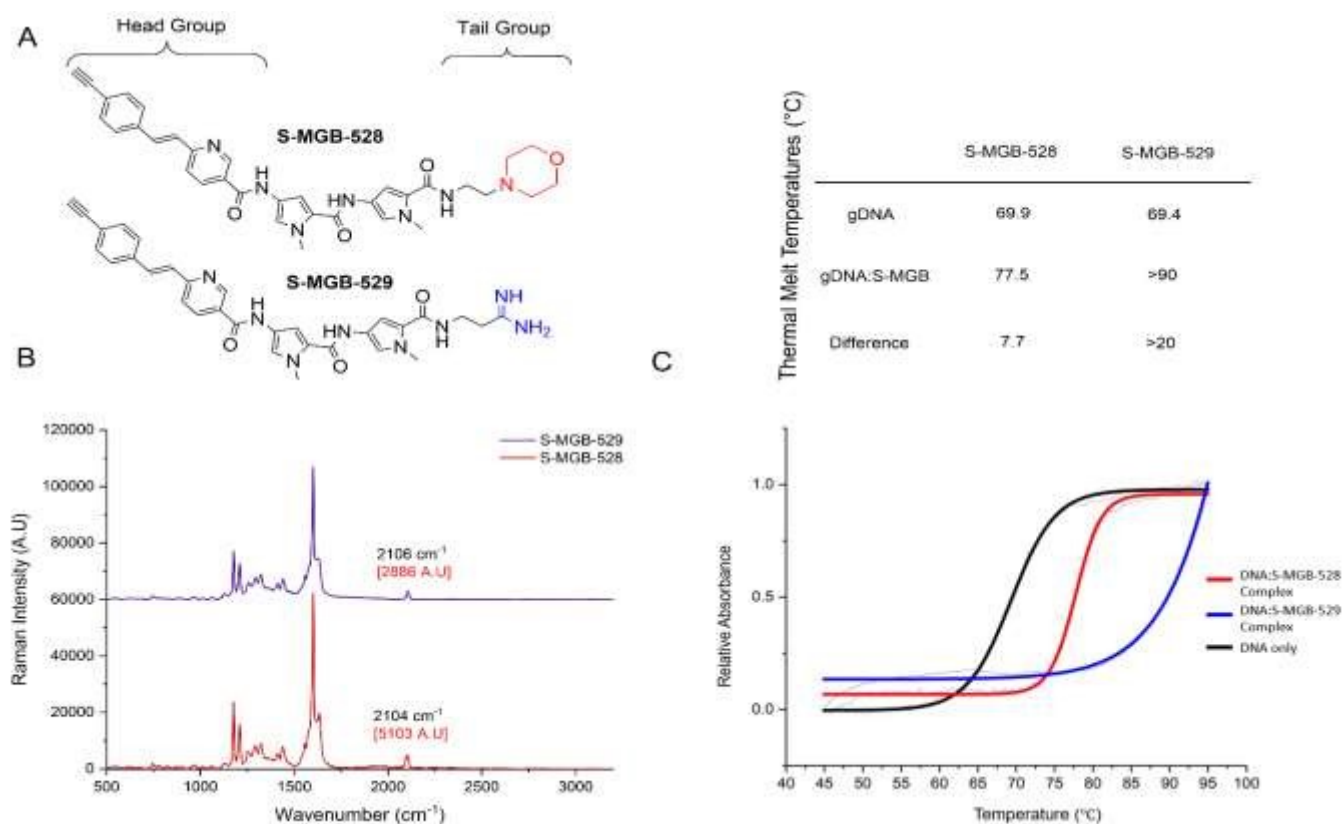 A
Head Group
Tail Group
S-MGB-528
N
N
O
H
N
O
H
N
O
N
H
N
O
N
S-MGB-529
N
N
O
H
N
O
H
N
O
N
H
NH
NH2
N
Thermal Melt Temperatures (°C)
S-MGB-528 S-MGB-529
gDNA 69.9 69.4
gDNA:S-MGB 77.5 >90
Difference 7.7 >20
B
Raman Intensity (A.U)
120000
100000
80000
60000
40000
20000
0
S-MGB-529
S-MGB-528
2106 cm⁻¹
[2886 A.U]
2104 cm⁻¹
[5103 A.U]
500 1000 1500 2000 2500 3000
Wavenumber (cm⁻¹)
C
Relative Absorbance
1.0
0.5
0.0
DNA:S-MGB-528
Complex
DNA:S-MGB-529
Complex
DNA only
40 45 50 55 60 65 70 75 80 85 90 95 100
Temperature (°C)